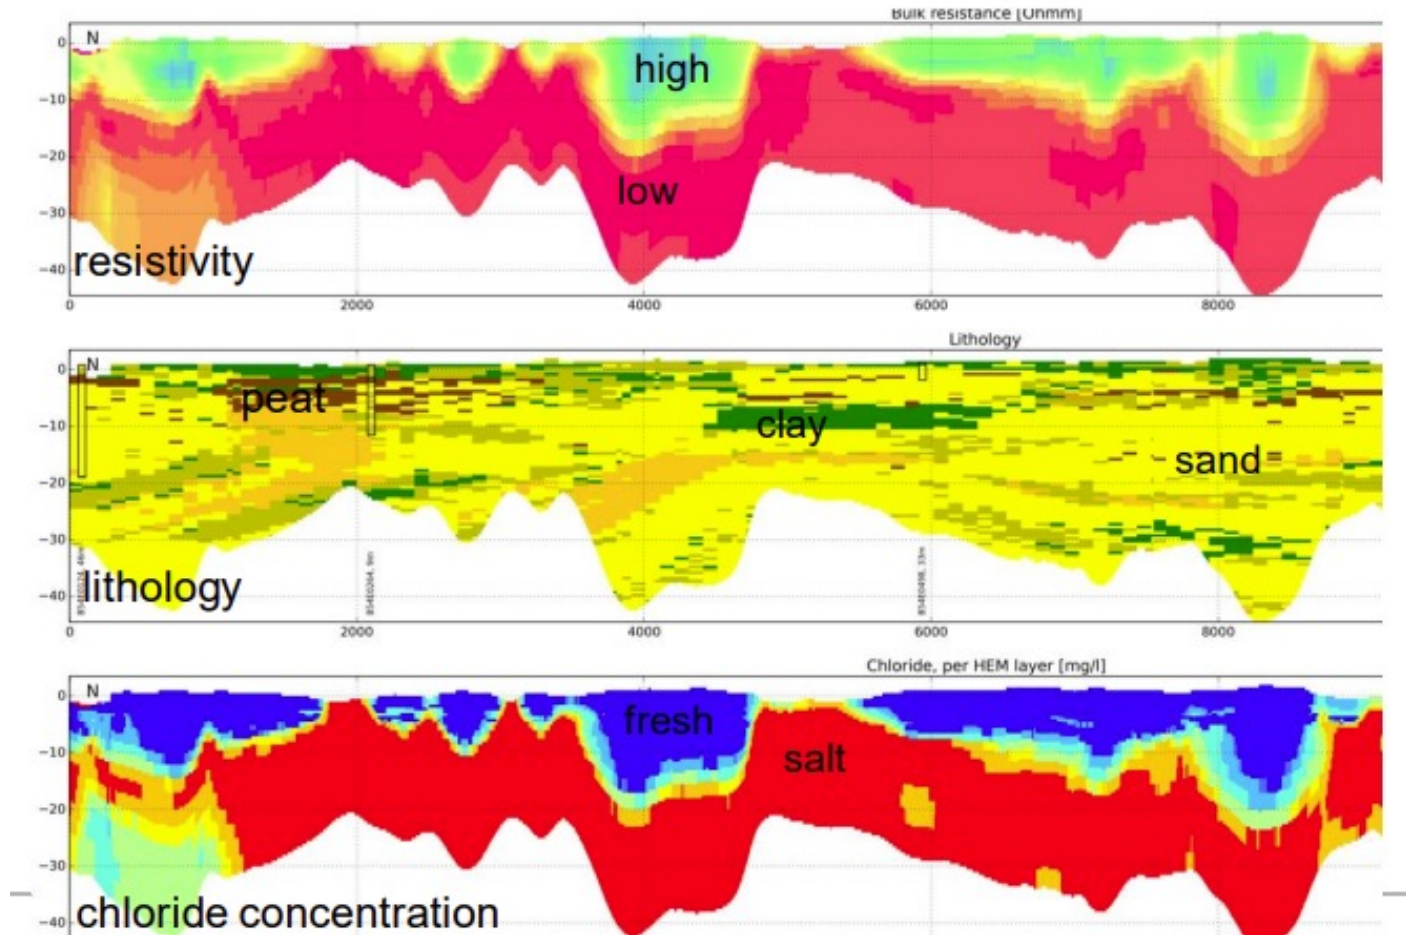 Bulk resistance [Ohmm]
0
N
high
−10
−20
low
−30
resistivity
−40
0 2000 4000 6000 8000
Lithology
0
N
peat
−10
clay
sand
−20
−30
lithology
−40
0 2000 4000 6000 8000
Chloride, per HEM layer [mg/l]
0
N
fresh
−10
salt
−20
−30
chloride concentration
−40